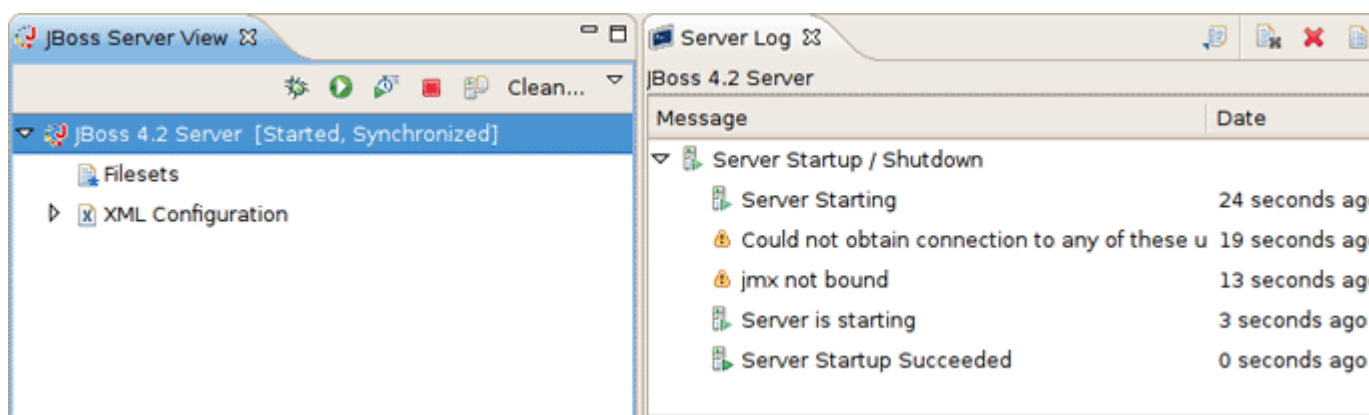 JBoss Server View
Clean...
JBoss 4.2 Server [Started, Synchronized]
Filesets
XML Configuration
Server Log
JBoss 4.2 Server
Message Date
Server Startup / Shutdown
Server Starting 24 seconds ag
Could not obtain connection to any of these u 19 seconds ag
jmx not bound 13 seconds ag
Server is starting 3 seconds ago
Server Startup Succeeded 0 seconds ago